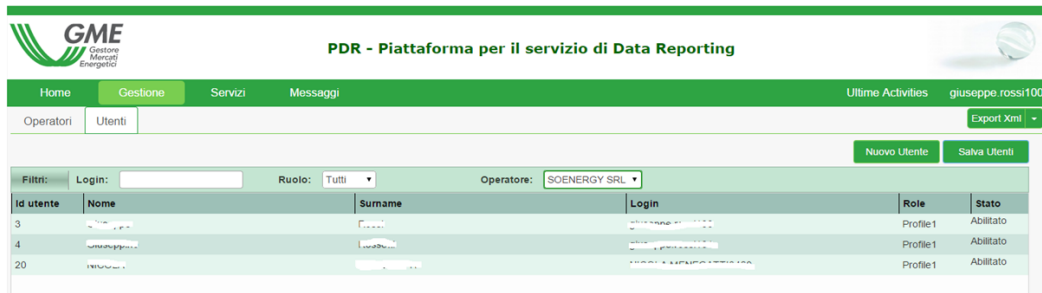 GME
Gestore
Mercati
Energetici
PDR - Piattaforma per il servizio di Data Reporting
Home Gestione Servizi Messaggi Ultime Activities giuseppe.rossi100
Operatori Utenti Export Xml
Nuovo Utente Salva Utenti
Filtri: Login: Ruolo: Tutti Operatore: SOENERGY SRL
Id utente Nome Surname Login Role Stato
3 Profile1 Abilitato
4 Profile1 Abilitato
20 Profile1 Abilitato